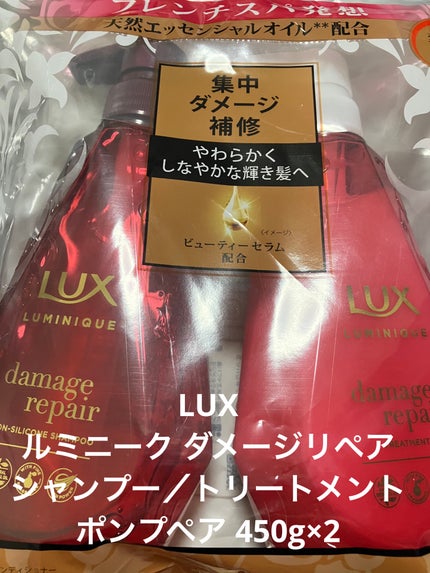 フレンチスパ発想
天然エッセンシャルオイル**配合
集中
ダメージ
補修
やわらかく
しなやかな輝き髪へ
(イメージ)
ビューティーセラム
配合
LUX
LUMINIQUE
damage
repair
NON-SILICONE SHAMPOO
LUX
LUMINIQUE
damage
repair
TREATMENT
LUX
ルミニーク ダメージリペア
シャンプー／トリートメント
ポンプペア 450g×2